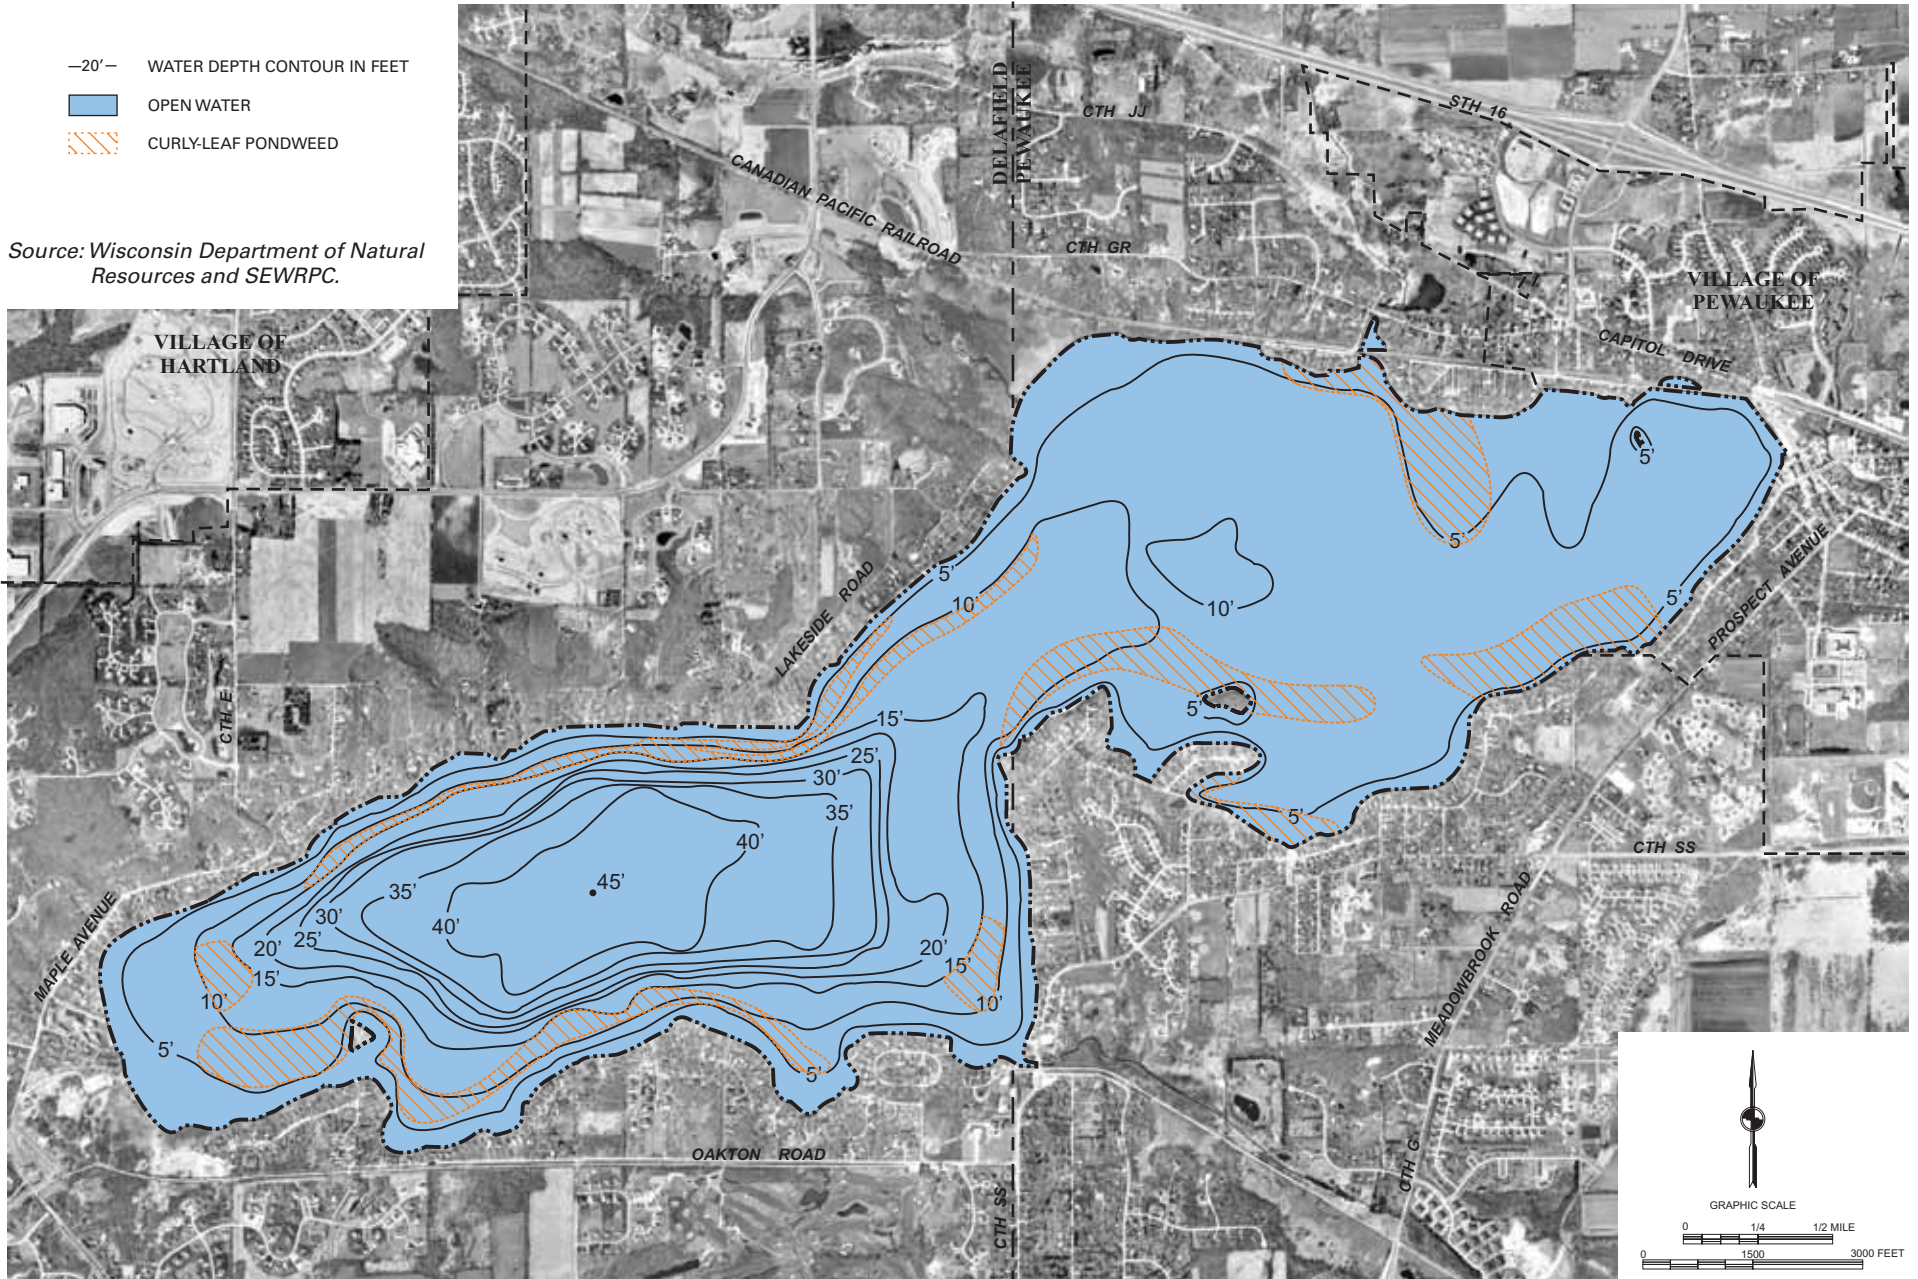 —20'— WATER DEPTH CONTOUR IN FEET
OPEN WATER
CURLY-LEAF PONDWEED
Source: Wisconsin Department of Natural
Resources and SEWRPC.
DELAFIELD
PEWAUKEE
CTH JJ
STH 16
CANADIAN PACIFIC RAILROAD
CTH GR
VILLAGE OF
PEWAUKEE
VILLAGE OF
HARTLAND
CAPITOL DRIVE
5'
5'
PROSPECT AVENUE
5'
10'
10'
5'
LAKESIDE ROAD
CTH E
15'
5'
25'
30'
35'
5'
40'
CTH SS
45'
35'
40'
30'
25'
20'
20'
15'
15'
10'
10'
MAPLE AVENUE
MEADOWBROOK ROAD
5'
5'
OAKTON ROAD
CTH G
CTH SS
GRAPHIC SCALE
0 1/4 1/2 MILE
0 1500 3000 FEET